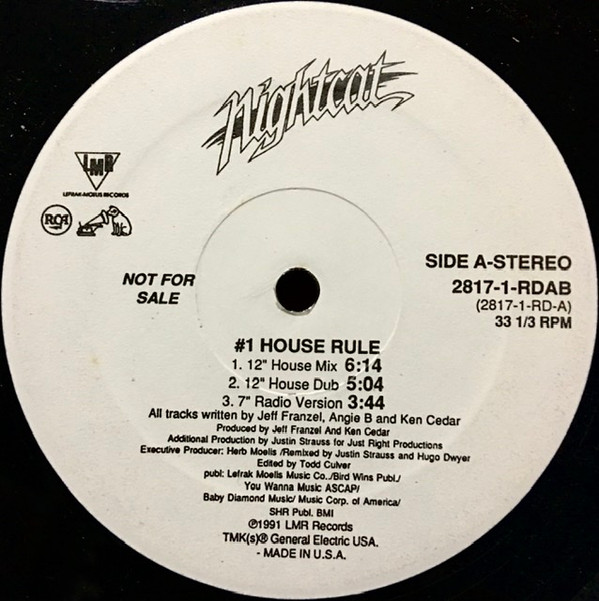 Nightcat
LMR
LEFRAK-MOELIS RECORDS
RCA
NOT FOR
SALE
SIDE A-STEREO
2817-1-RDAB
(2817-1-RD-A)
33 1/3 RPM
#1 HOUSE RULE
1. 12" House Mix 6:14
2. 12" House Dub 5:04
3. 7" Radio Version 3:44
All tracks written by Jeff Franzel, Angie B and Ken Cedar
Produced by Jeff Franzel And Ken Cedar
Additional Production by Justin Strauss for Just Right Productions
Executive Producer: Herb Moelis /Remixed by Justin Strauss and Hugo Dwyer
Edited by Todd Culver
publ: Lefrak Moelis Music Co../Bird Wins Publ./
You Wanna Music ASCAP/
Baby Diamond Music/ Music Corp. of America/
SHR Publ. BMI
℗1991 LMR Records
TMK(s)® General Electric USA.
- MADE IN U.S.A.